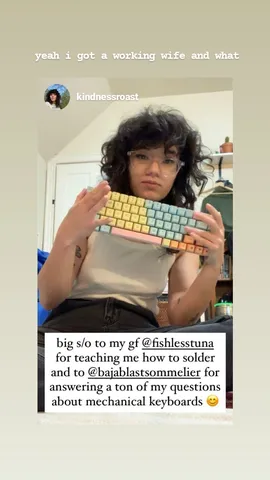 yeah i got a working wife and what
kindnessroast
big s/o to my gf @fishlesstuna
for teaching me how to solder
and to @bajablastsommelier for
answering a ton of my questions
about mechanical keyboards 😊